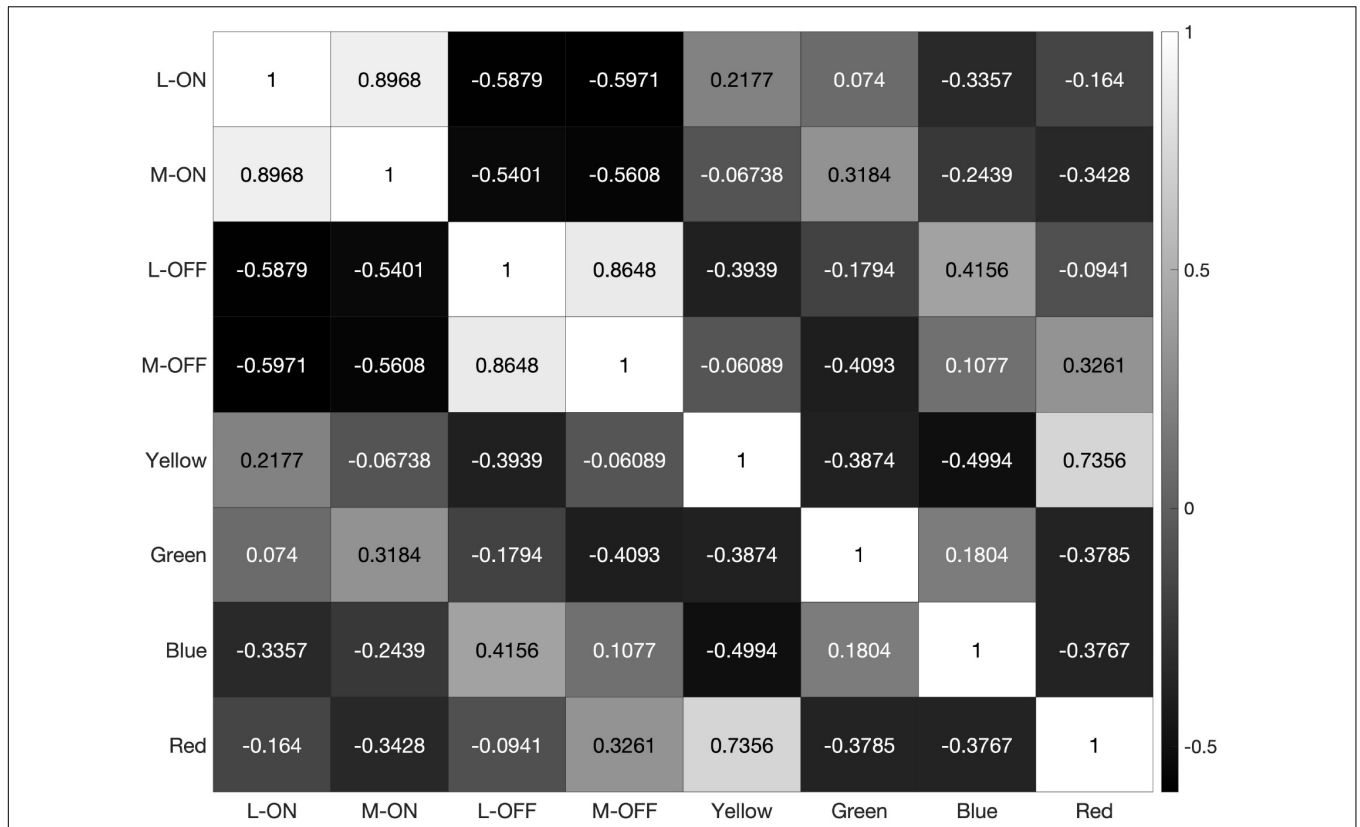 L-ON 1 0.8968 -0.5879 -0.5971 0.2177 0.074 -0.3357 -0.164
M-ON 0.8968 1 -0.5401 -0.5608 -0.06738 0.3184 -0.2439 -0.3428
L-OFF -0.5879 -0.5401 1 0.8648 -0.3939 -0.1794 0.4156 -0.0941
M-OFF -0.5971 -0.5608 0.8648 1 -0.06089 -0.4093 0.1077 0.3261
Yellow 0.2177 -0.06738 -0.3939 -0.06089 1 -0.3874 -0.4994 0.7356
Green 0.074 0.3184 -0.1794 -0.4093 -0.3874 1 0.1804 -0.3785
Blue -0.3357 -0.2439 0.4156 0.1077 -0.4994 0.1804 1 -0.3767
Red -0.164 -0.3428 -0.0941 0.3261 0.7356 -0.3785 -0.3767 1
L-ON M-ON L-OFF M-OFF Yellow Green Blue Red
1
0.5
0
-0.5